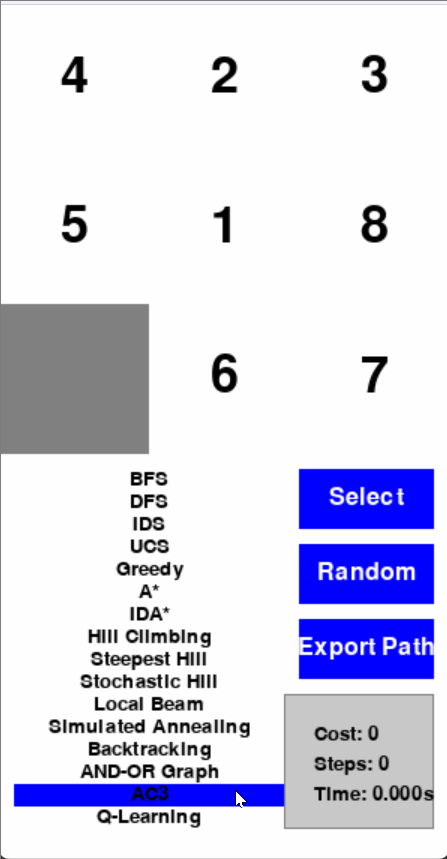 4 2 3
5 1 8
6 7
BFS
DFS
IDS
UCS
Greedy
A*
IDA*
Hill Climbing
Steepest Hill
Stochastic Hill
Local Beam
Simulated Annealing
Backtracking
AND-OR Graph
AC3
Q-Learning
Select
Random
Export Path
Cost: 0
Steps: 0
Time: 0.000s